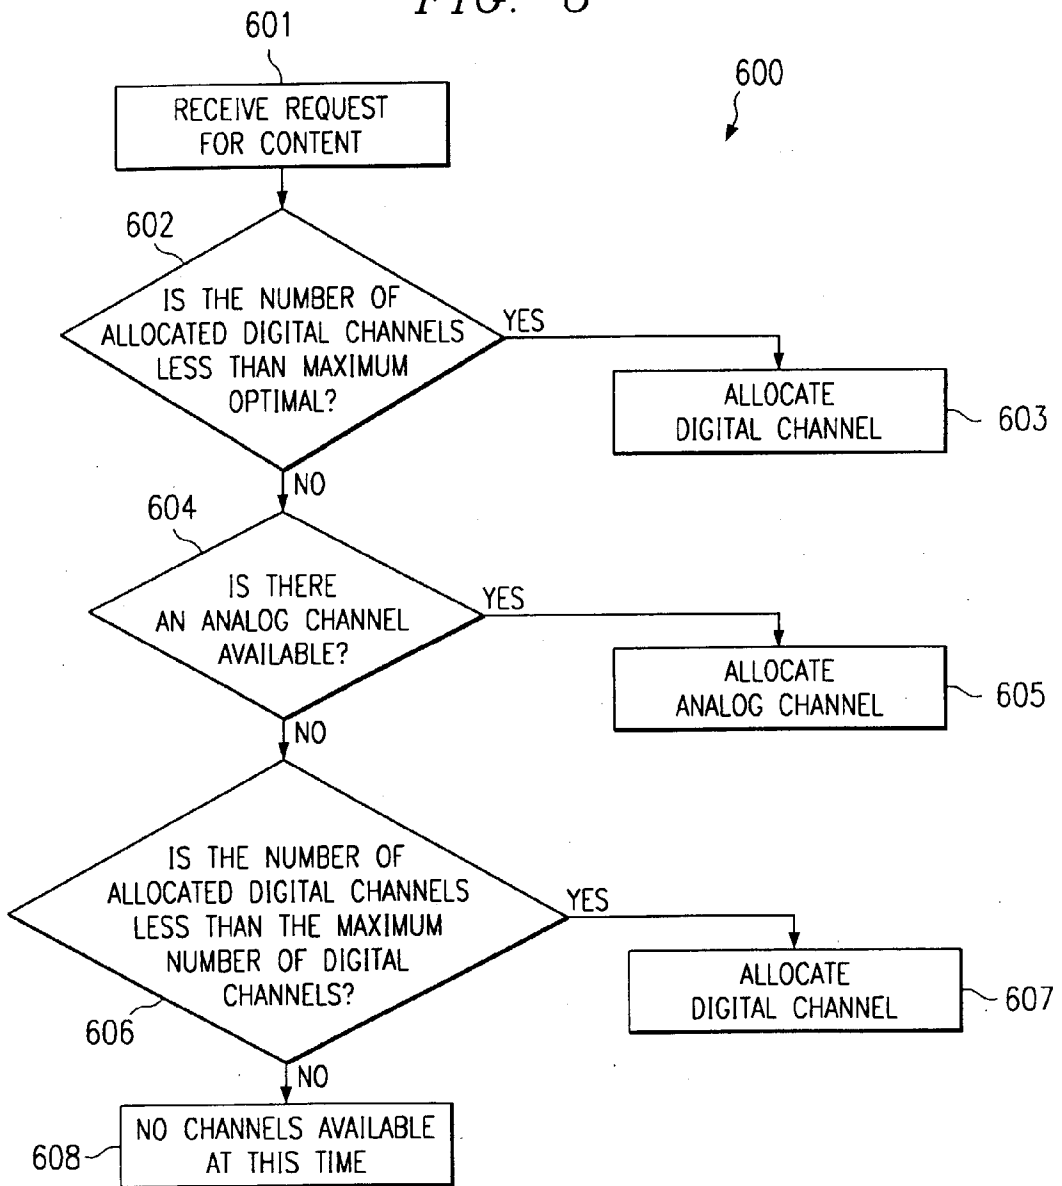 601
600
RECEIVE REQUEST
FOR CONTENT
602
IS THE NUMBER OF
ALLOCATED DIGITAL CHANNELS
LESS THAN MAXIMUM
OPTIMAL?
YES
ALLOCATE
DIGITAL CHANNEL
603
NO
604
IS THERE
AN ANALOG CHANNEL
AVAILABLE?
YES
ALLOCATE
ANALOG CHANNEL
605
NO
IS THE NUMBER OF
ALLOCATED DIGITAL CHANNELS
LESS THAN THE MAXIMUM
NUMBER OF DIGITAL
CHANNELS?
YES
606
ALLOCATE
DIGITAL CHANNEL
607
NO
NO CHANNELS AVAILABLE
AT THIS TIME
608